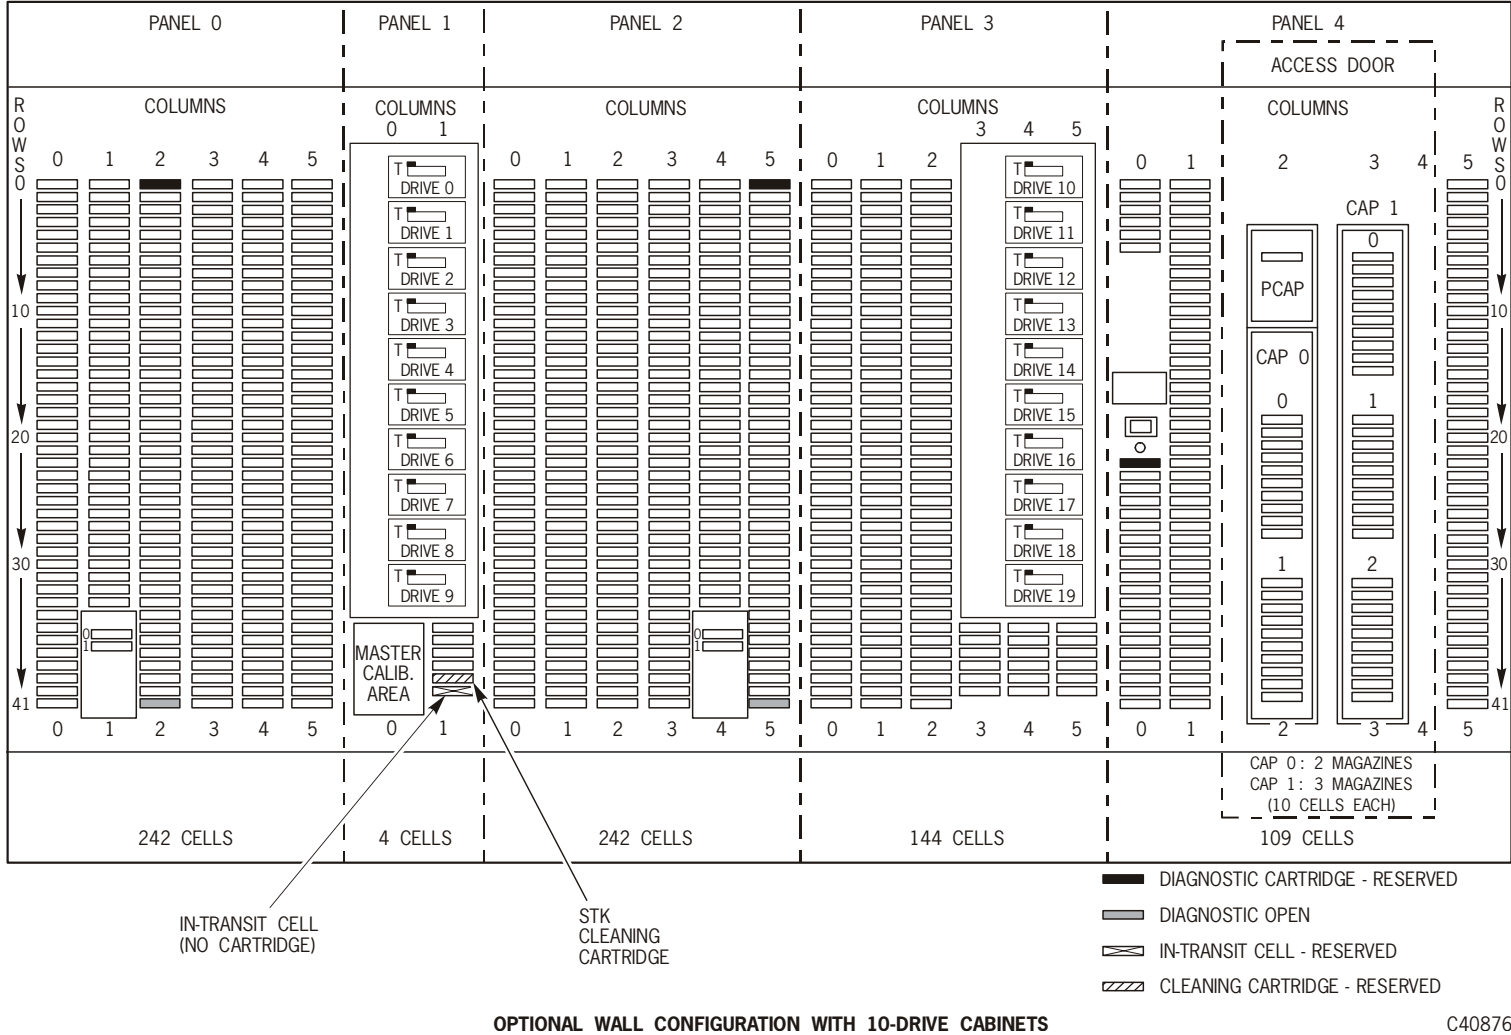 PANEL 0 PANEL 1 PANEL 2 PANEL 3 PANEL 4
ACCESS DOOR
ROWS COLUMNS COLUMNS COLUMNS COLUMNS COLUMNS ROWS
0 1 3 4 5
0 1 2 3 4 5 0 1 2 3 4 5 0 1 2 0 1 2 3 4 5
0 0
CAP 1
T DRIVE 0
T DRIVE 1
T DRIVE 2
T DRIVE 3
T DRIVE 4
T DRIVE 5
T DRIVE 6
T DRIVE 7
T DRIVE 8
T DRIVE 9
T DRIVE 10
T DRIVE 11
T DRIVE 12
T DRIVE 13
T DRIVE 14
T DRIVE 15
T DRIVE 16
T DRIVE 17
T DRIVE 18
T DRIVE 19
PCAP
CAP 0
0
1
0
1
2
10 10
20 20
30 30
41 41
0
1
MASTER
CALIB.
AREA
0
1
0 1 2 3 4 5 0 1 0 1 2 3 4 5 0 1 2 3 4 5 0 1 2 3 4 5
CAP 0: 2 MAGAZINES
CAP 1: 3 MAGAZINES
(10 CELLS EACH)
242 CELLS 4 CELLS 242 CELLS 144 CELLS 109 CELLS
IN-TRANSIT CELL
(NO CARTRIDGE)
STK
CLEANING
CARTRIDGE
DIAGNOSTIC CARTRIDGE - RESERVED
DIAGNOSTIC OPEN
IN-TRANSIT CELL - RESERVED
CLEANING CARTRIDGE - RESERVED
OPTIONAL WALL CONFIGURATION WITH 10-DRIVE CABINETS
C40876